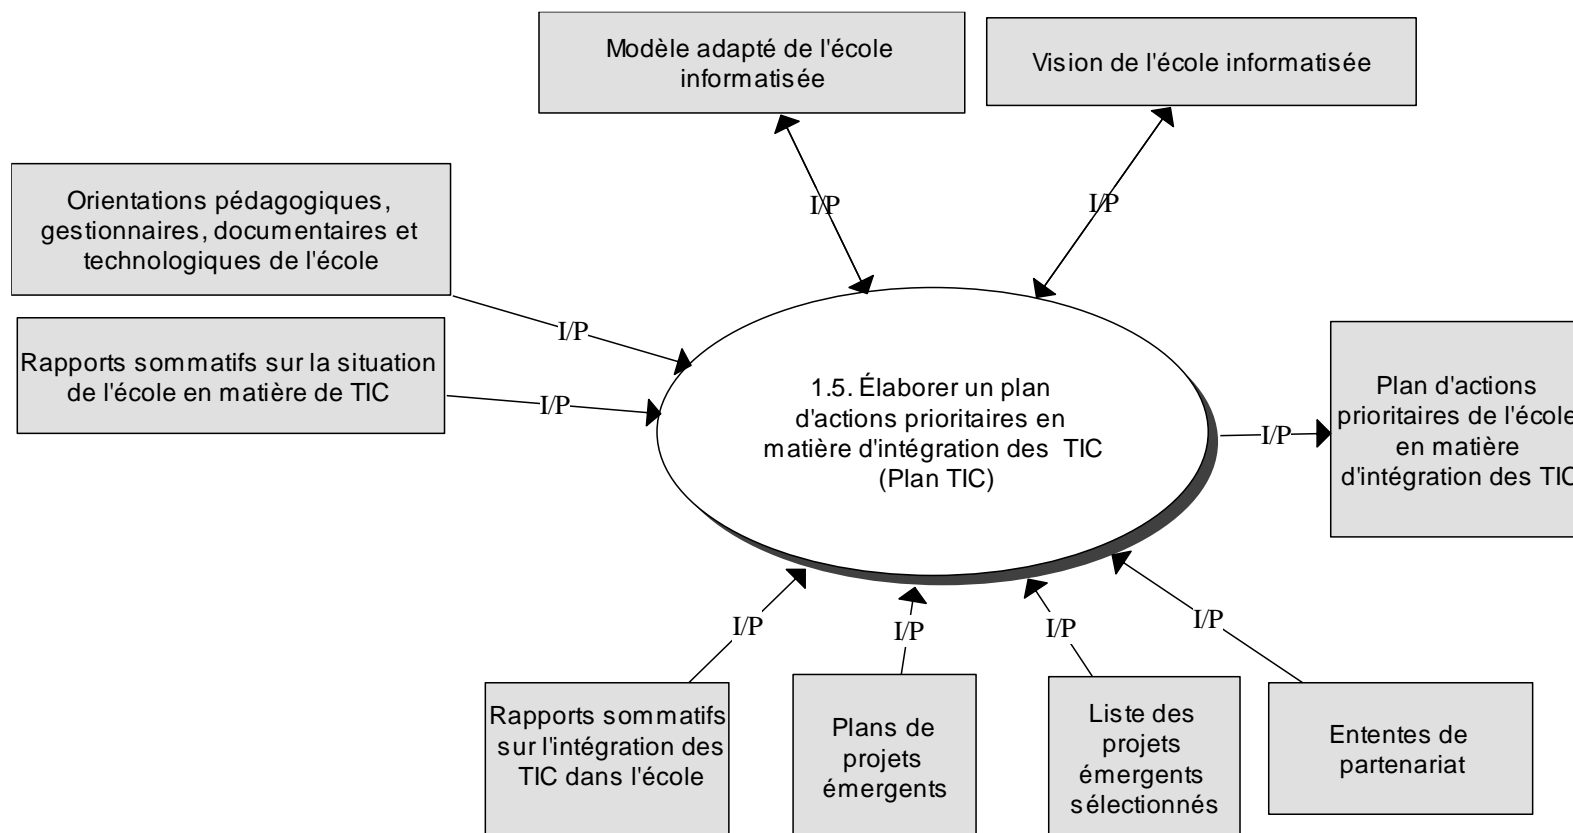 Modèle adapté de l'école
informatisée
Vision de l'école informatisée
I/P
I/P
Orientations pédagogiques,
gestionnaires, documentaires et
technologiques de l'école
I/P
Rapports sommatifs sur la situation
de l'école en matière de TIC
I/P
1.5. Élaborer un plan
d'actions prioritaires en
matière d'intégration des TIC
(Plan TIC)
I/P
Plan d'actions
prioritaires de l'école
en matière
d'intégration des TIC
I/P
I/P
I/P
I/P
Rapports sommatifs
sur l'intégration des
TIC dans l'école
Plans de
projets
émergents
Liste des
projets
émergents
sélectionnés
Ententes de
partenariat